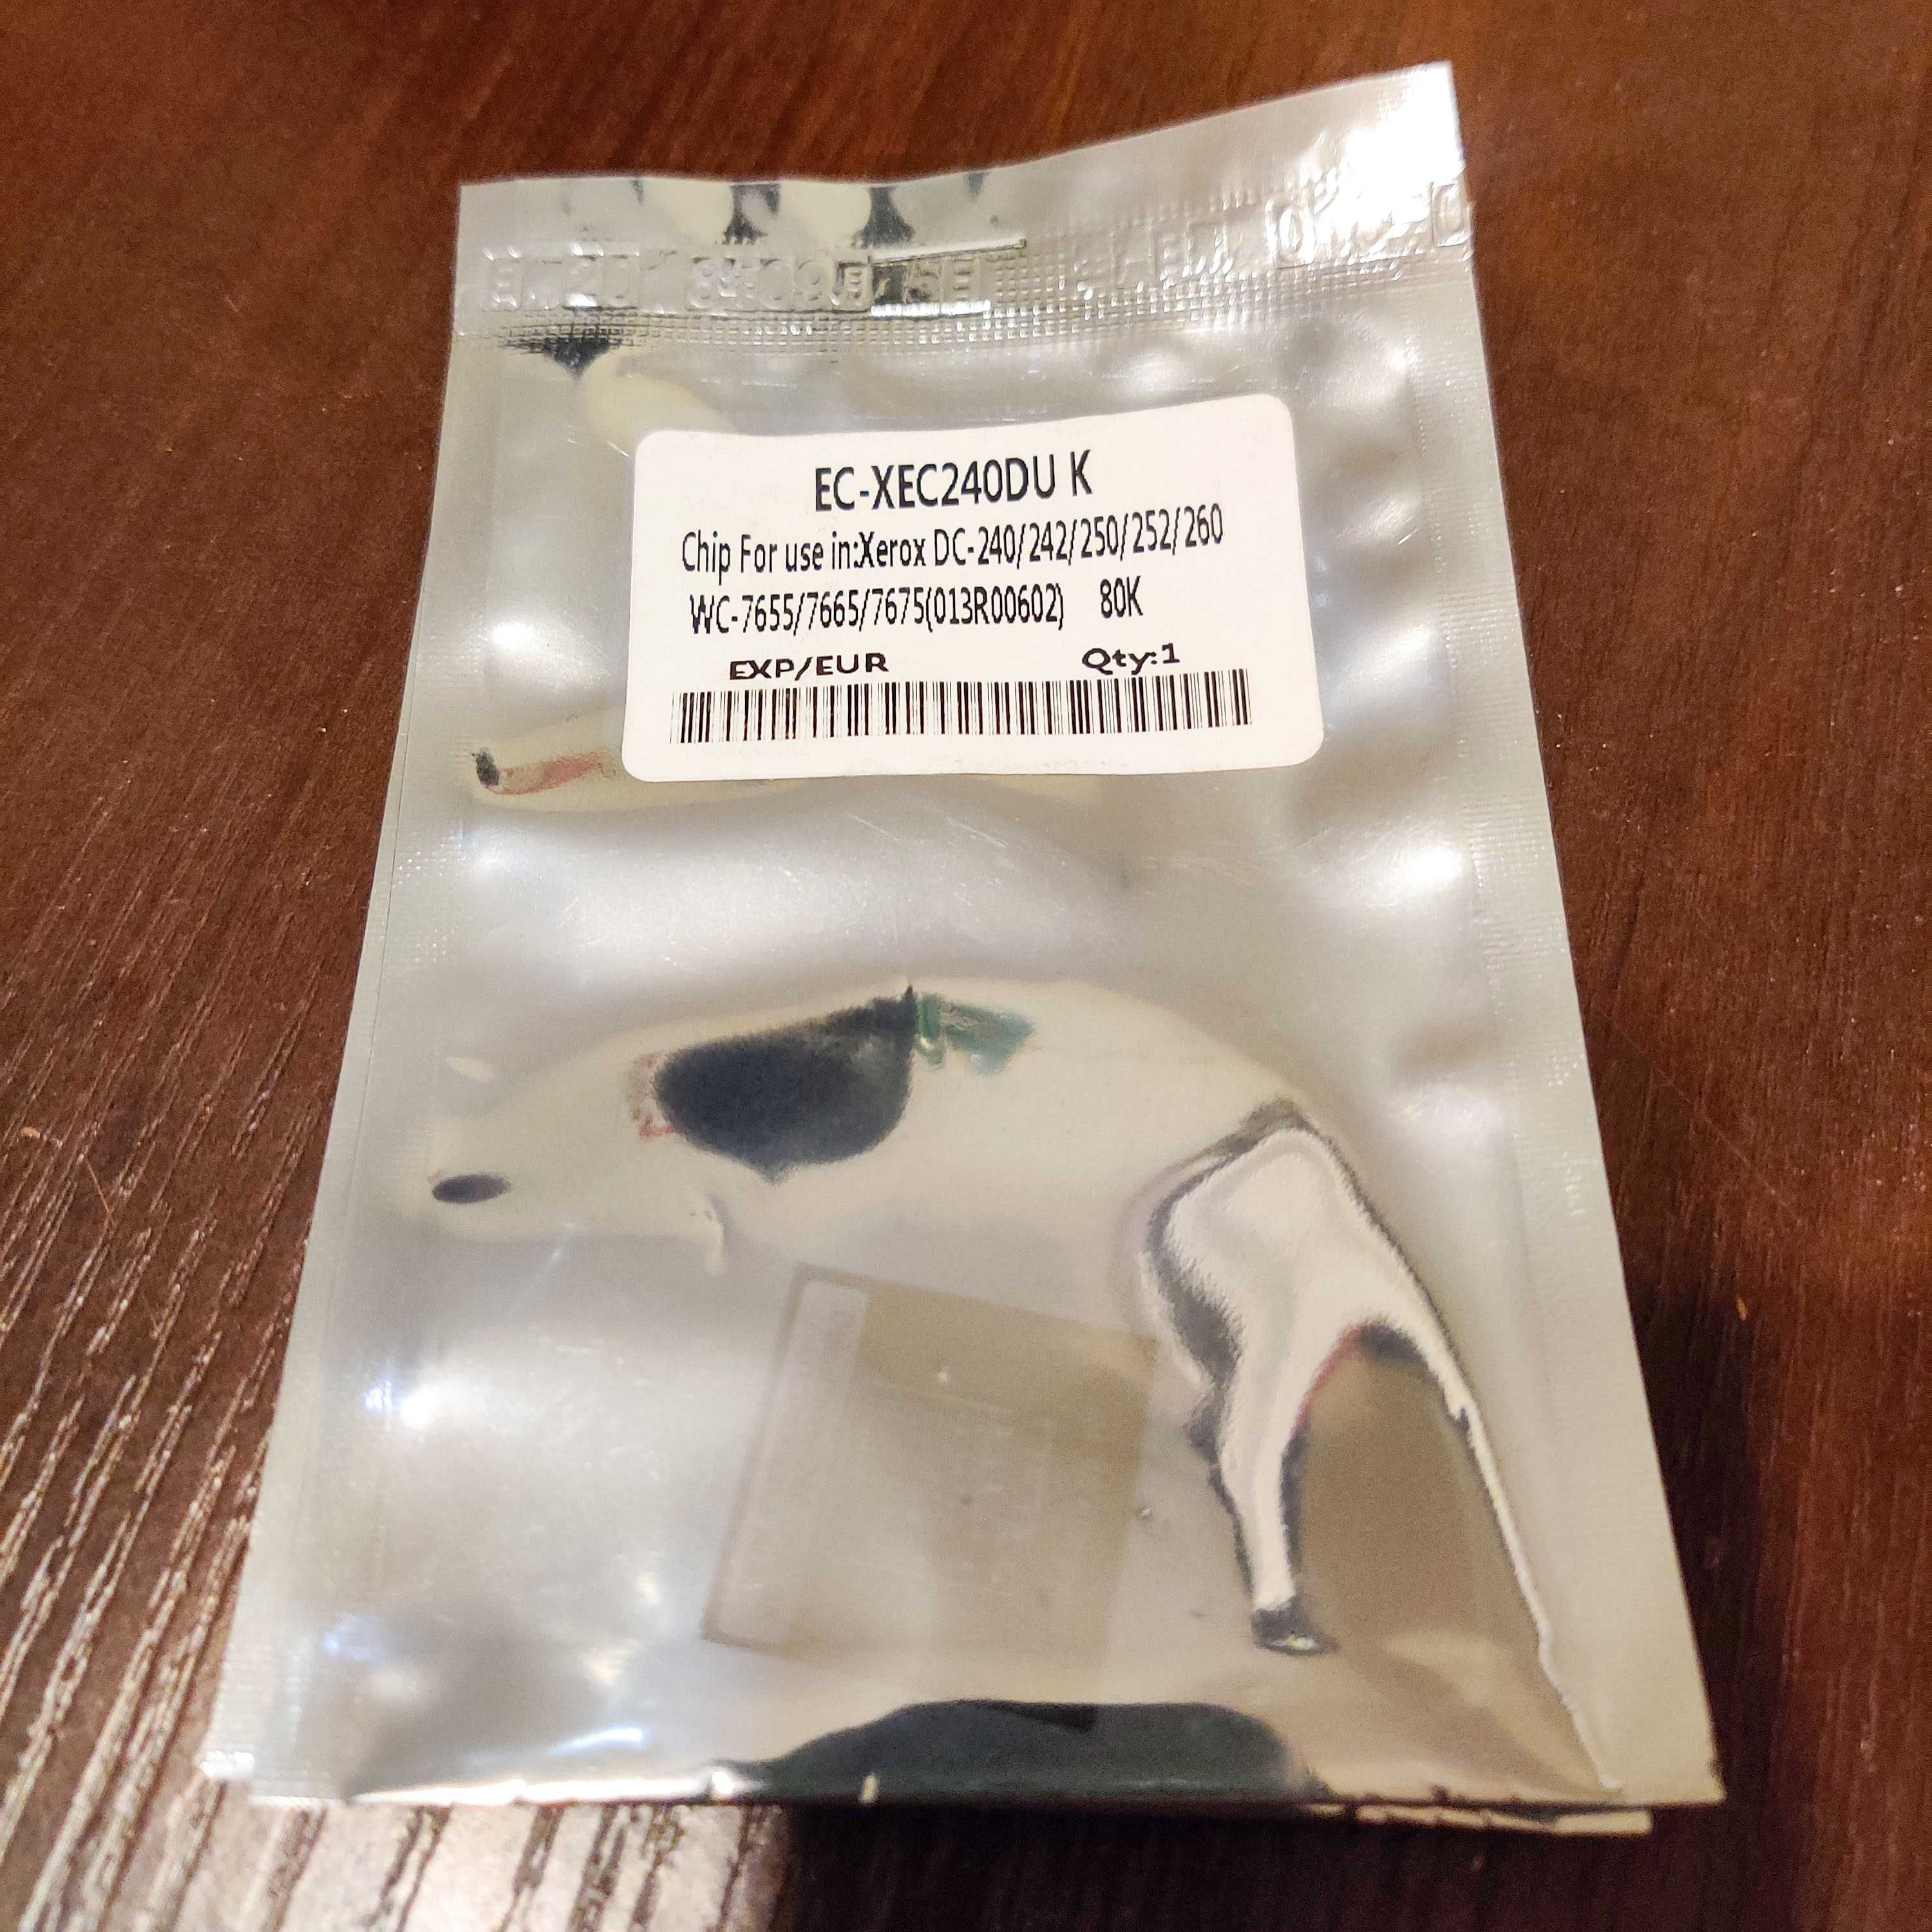 EC-XEC240DU K
Chip For use in:Xerox DC-240/242/250/252/260
WC-7655/7665/7675(013R00602) 80K
EXP/EUR Qty:1